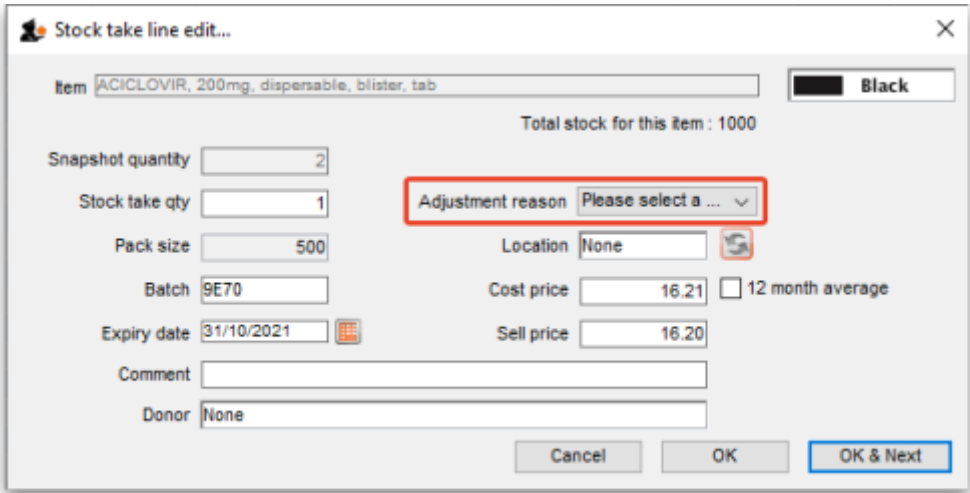 Stock take line edit...
Item ACICLOVIR, 200mg, dispersable, blister, tab Black
Total stock for this item : 1000
Snapshot quantity 2
Stock take qty 1 Adjustment reason Please select a ...
Pack size 500 Location None
Batch 9E70 Cost price 16.21 12 month average
Expiry date 31/10/2021 Sell price 16.20
Comment
Donor None
Cancel OK OK & Next